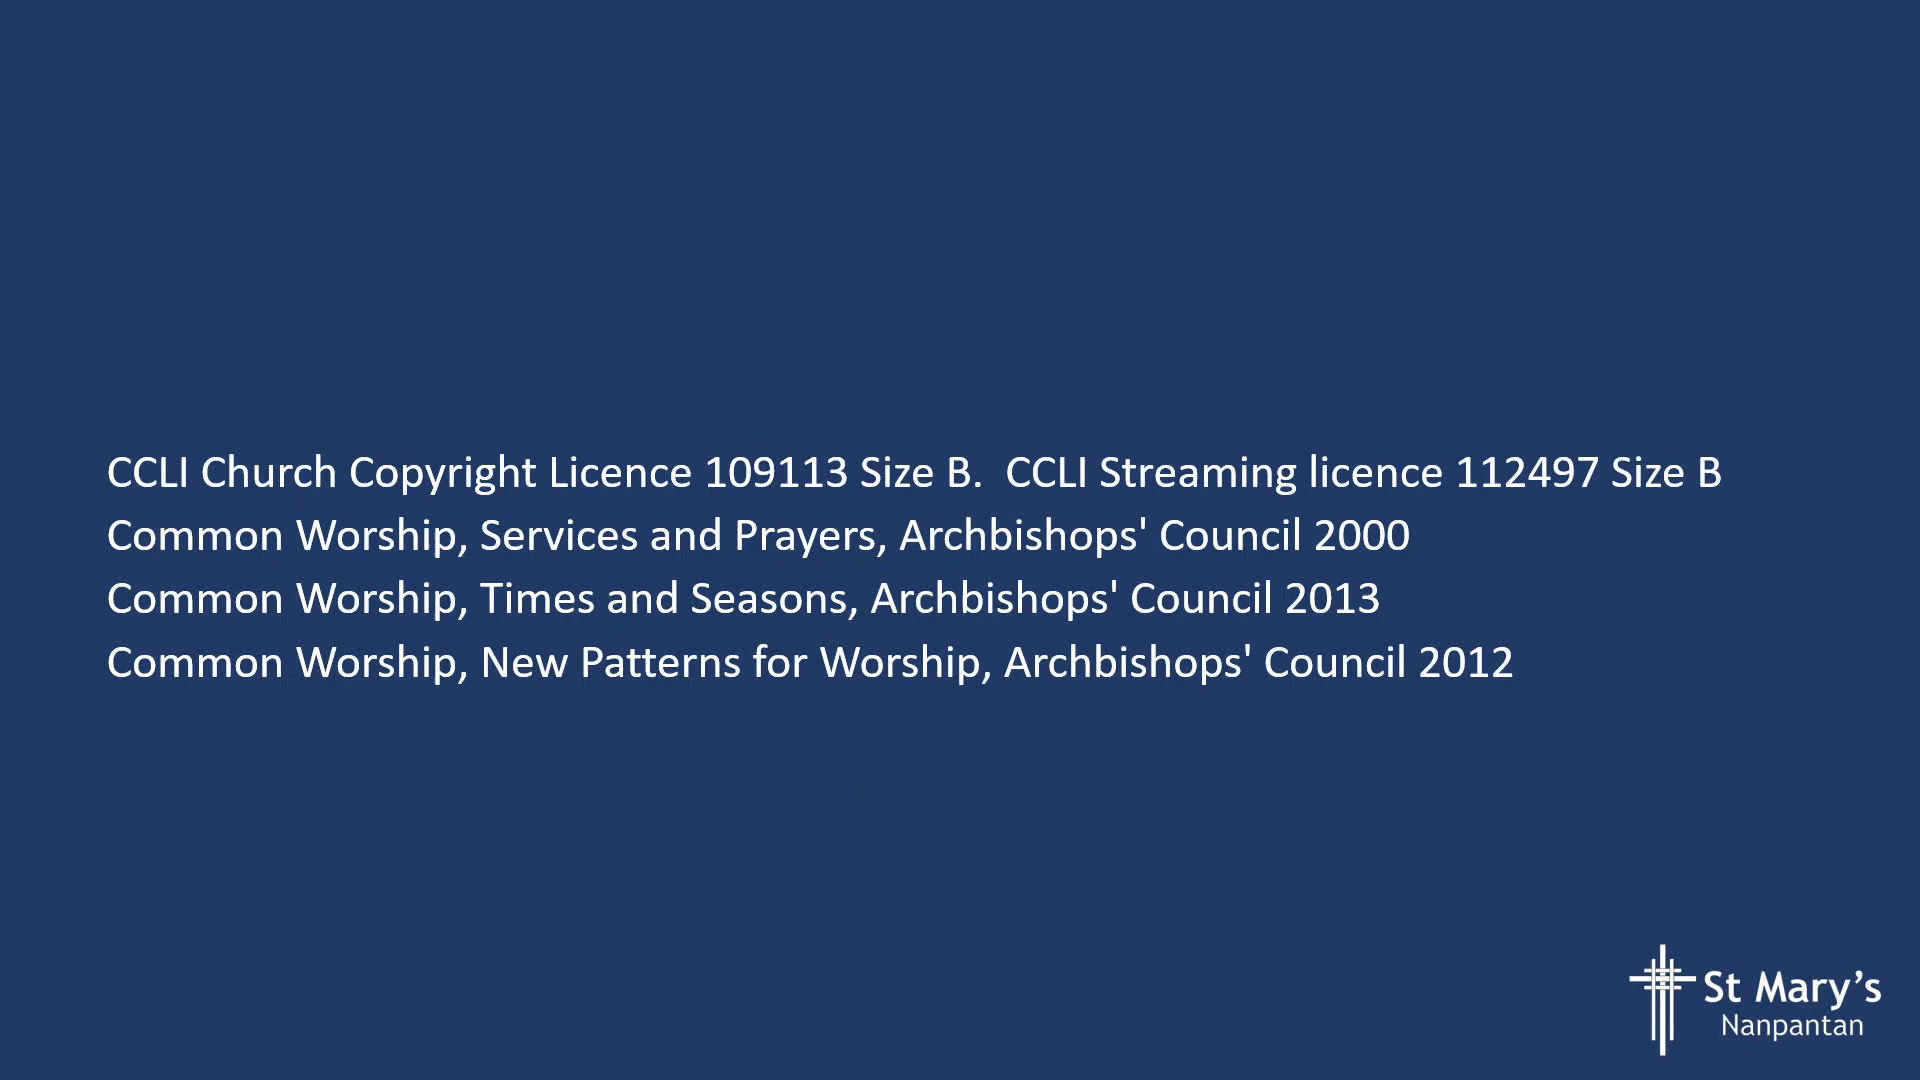 CCLI Church Copyright Licence 109113 Size B.  CCLI Streaming licence 112497 Size B
Common Worship, Services and Prayers, Archbishops' Council 2000
Common Worship, Times and Seasons, Archbishops' Council 2013
Common Worship, New Patterns for Worship, Archbishops' Council 2012
St Mary’s
Nanpantan